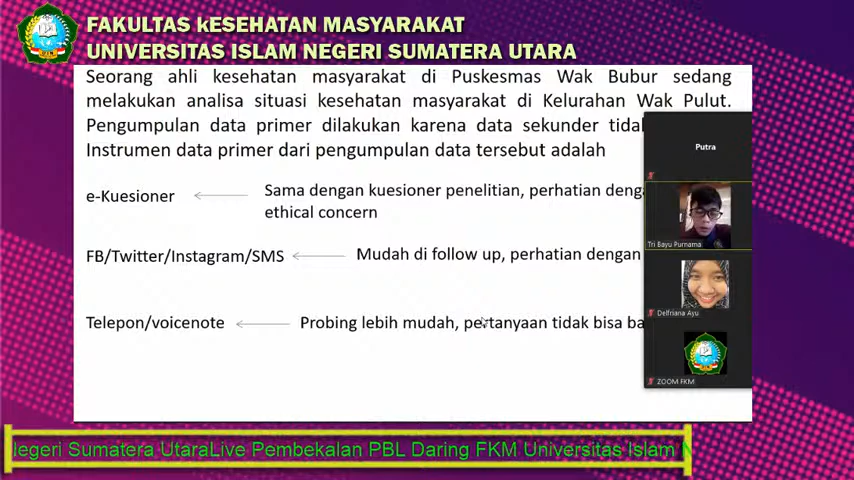 FAKULTAS kESEHATAN MASYARAKAT
UNIVERSITAS ISLAM NEGERI SUMATERA UTARA
Seorang ahli kesehatan masyarakat di Puskesmas Wak Bubur sedang
melakukan analisa situasi kesehatan masyarakat di Kelurahan Wak Pulut.
Pengumpulan data primer dilakukan karena data sekunder
Instrumen data primer dari pengumpulan data tersebut adalah
e-Kuesioner
Sama dengan kuesioner penelitian, perhatian
ethical concern
FB/Twitter/Instagram/SMS
Mudah di follow up, perhatian dengan
Telepon/voicenote
Probing lebih mudah, pertanyaan tidak bisa
Putra
Tri Bayu Purnama
Delfriana Ayu
ZOOM FKM
legeri Sumatera UtaraLive Pembekalan PBL Daring FKM Universitas Islam